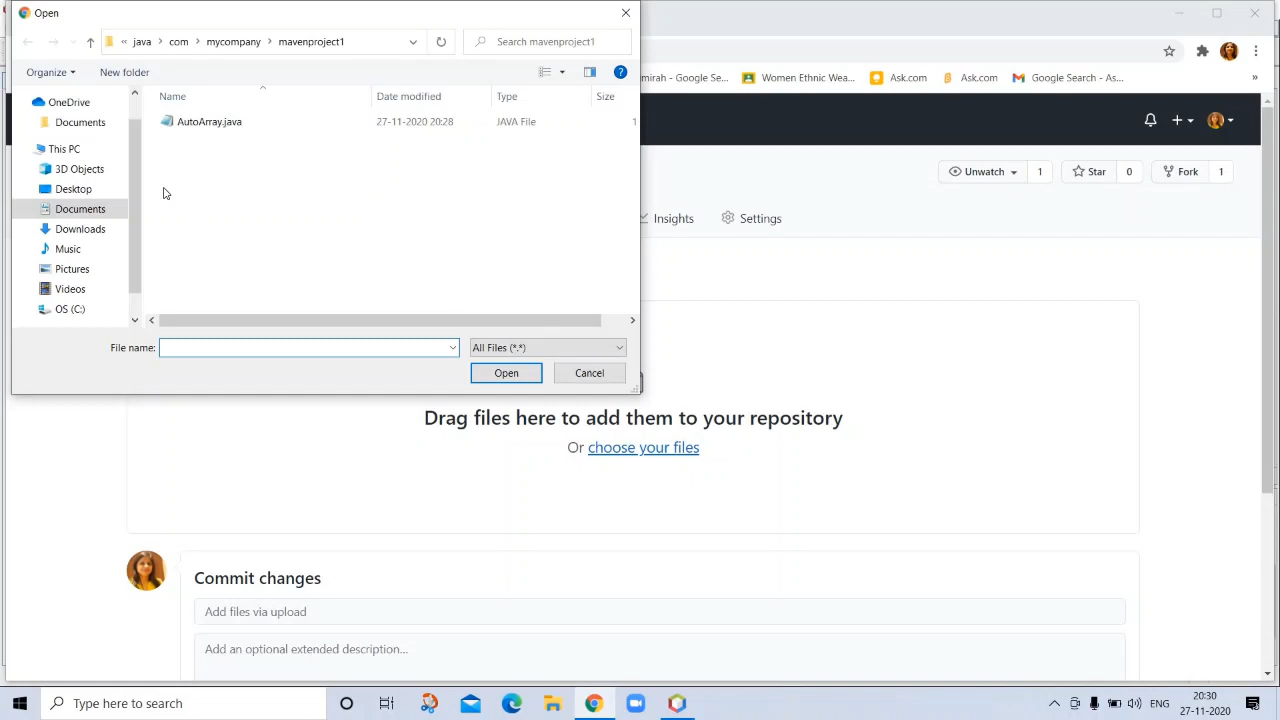 Open
« java > com > mycompany > mavenproject1
Search mavenproject1
mirah - Google Se...
Women Ethnic Wea...
Ask.com
Ask.com
Google Search - As...
»
Organize
New folder
?
Name
Date modified
Type
Size
OneDrive
Documents
This PC
3D Objects
Desktop
Documents
Downloads
Music
Pictures
Videos
OS (C:)
AutoArray.java
27-11-2020 20:28
JAVA File
1
File name:
All Files (*.*)
Open
Cancel
Unwatch
1
Star
0
Fork
1
Insights
Settings
Drag files here to add them to your repository
Or choose your files
Commit changes
Add files via upload
Add an optional extended description...
Type here to search
ENG
20:30
27-11-2020